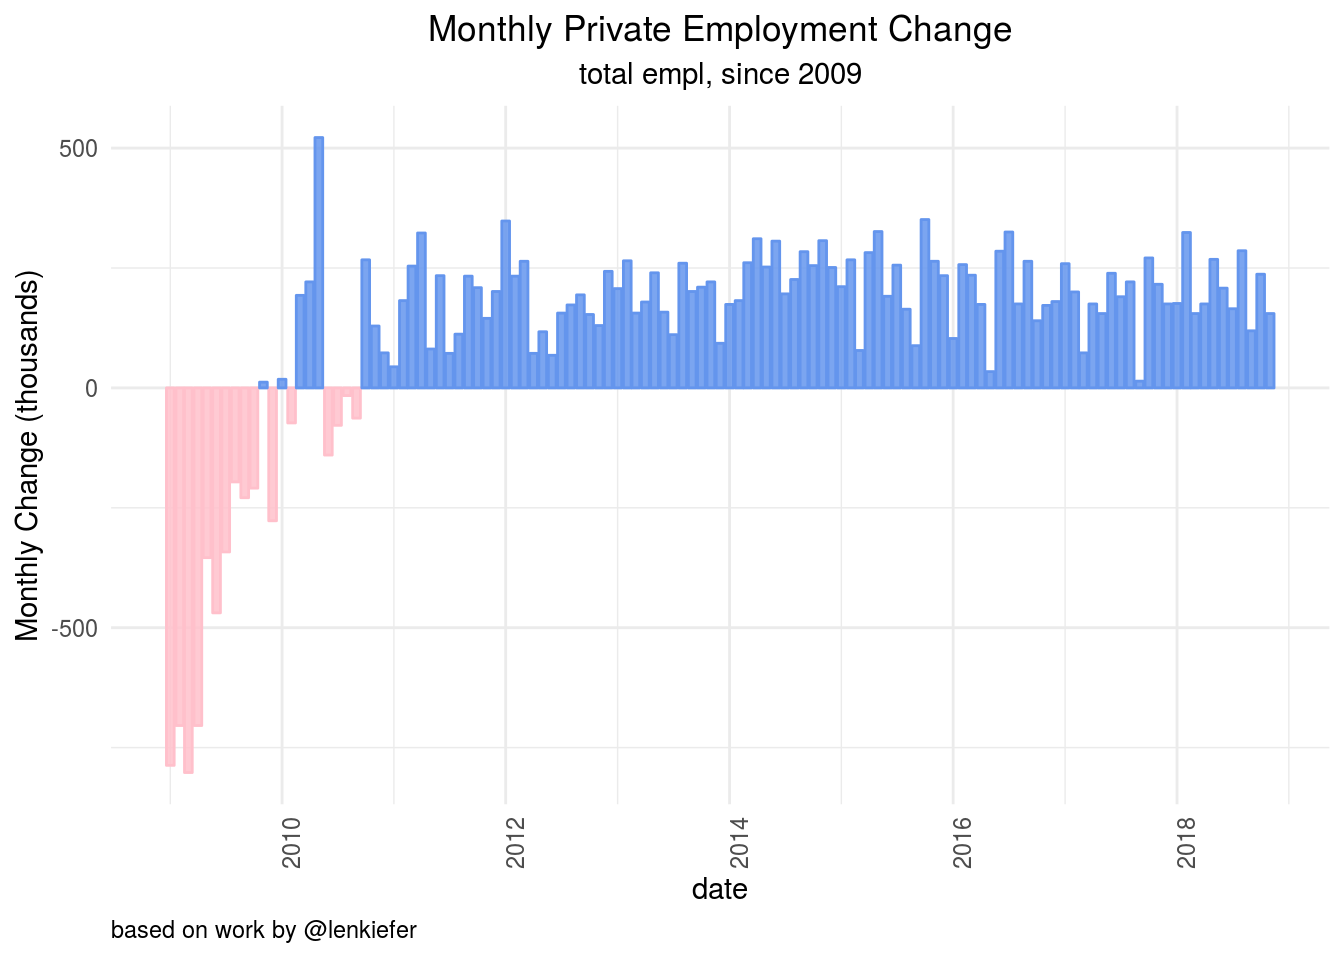 Monthly Private Employment Change
total empl, since 2009
Monthly Change (thousands)
500
0
-500
2010
2012
2014
2016
2018
date
based on work by @lenkiefer